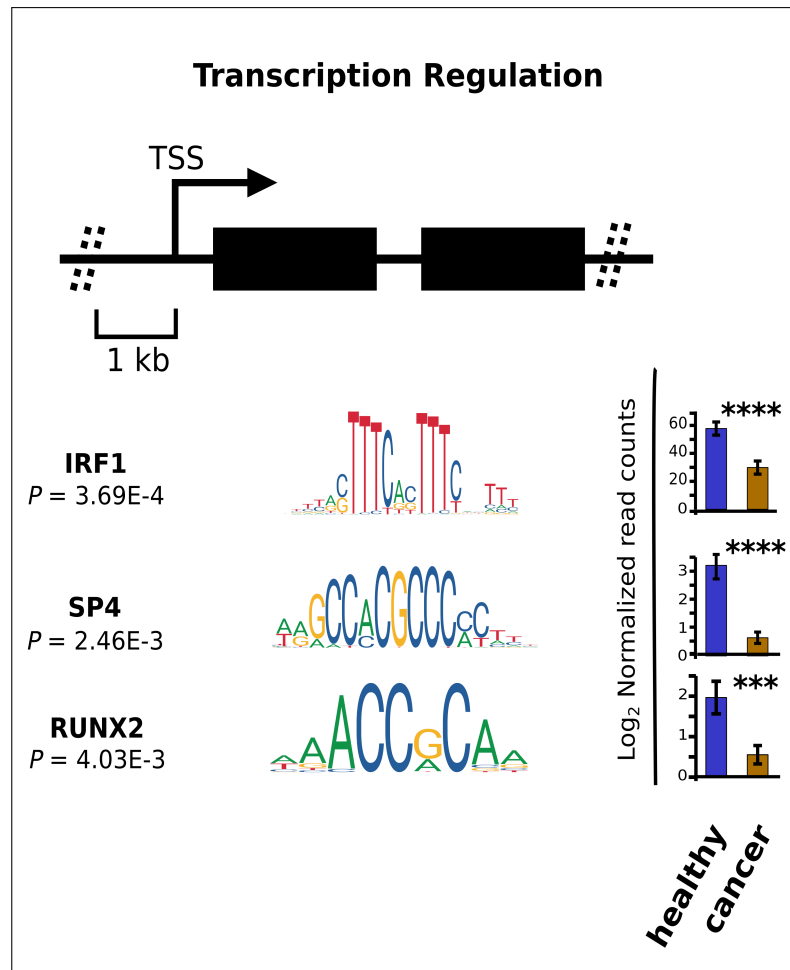 Transcription Regulation
TSS
1 kb
IRF1
P = 3.69E-4
SP4
P = 2.46E-3
RUNX2
P = 4.03E-3
Log₂ Normalized read counts
60
40
20
0
****
3
2
1
0
****
2
1
0
***
healthy
cancer